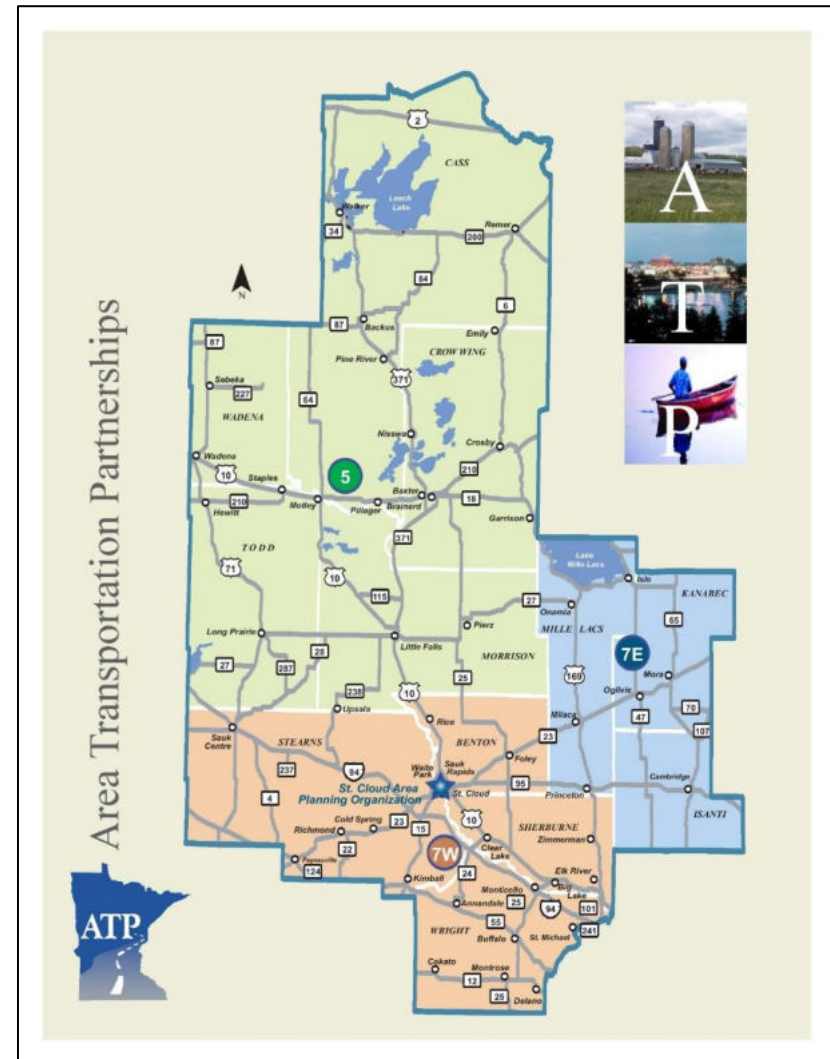 Area Transportation Partnerships
A
T
P
ATP
N
2
CASS
Leech
Lake
Walker
34
200
Remer
84
6
87
Backus
Emily
87
Pine River
CROW WING
371
Sebeka
227
64
WADENA
Nisswa
Crosby
Wadena
10
5
210
Staples
Baxter
18
210
Motley
Pillager
Brainerd
Hewitt
Garrison
371
TODD
71
10
Lake
Mille Lacs
Isle
KANABEC
115
27
Onamia
65
Pierz
MILLE LACS
Long Prairie
Little Falls
7E
28
MORRISON
27
287
169
Mora
25
10
Ogilvie
238
47
70
Upsala
Rice
Milaca
107
Sauk
Centre
STEARNS
BENTON
23
237
94
Waite
Park
Sauk
Rapids
Foley
St. Cloud Area
Planning Organization
St. Cloud
95
Princeton
Cambridge
4
Cold Spring
23
15
10
ISANTI
Richmond
SHERBURNE
Zimmerman
22
7W
Clear
Lake
Paynesville
124
Kimball
24
Elk River
Monticello
Big
Lake
25
94
101
Annandale
55
WRIGHT
St. Michael
241
Buffalo
Cokato
Montrose
12
25
Delano